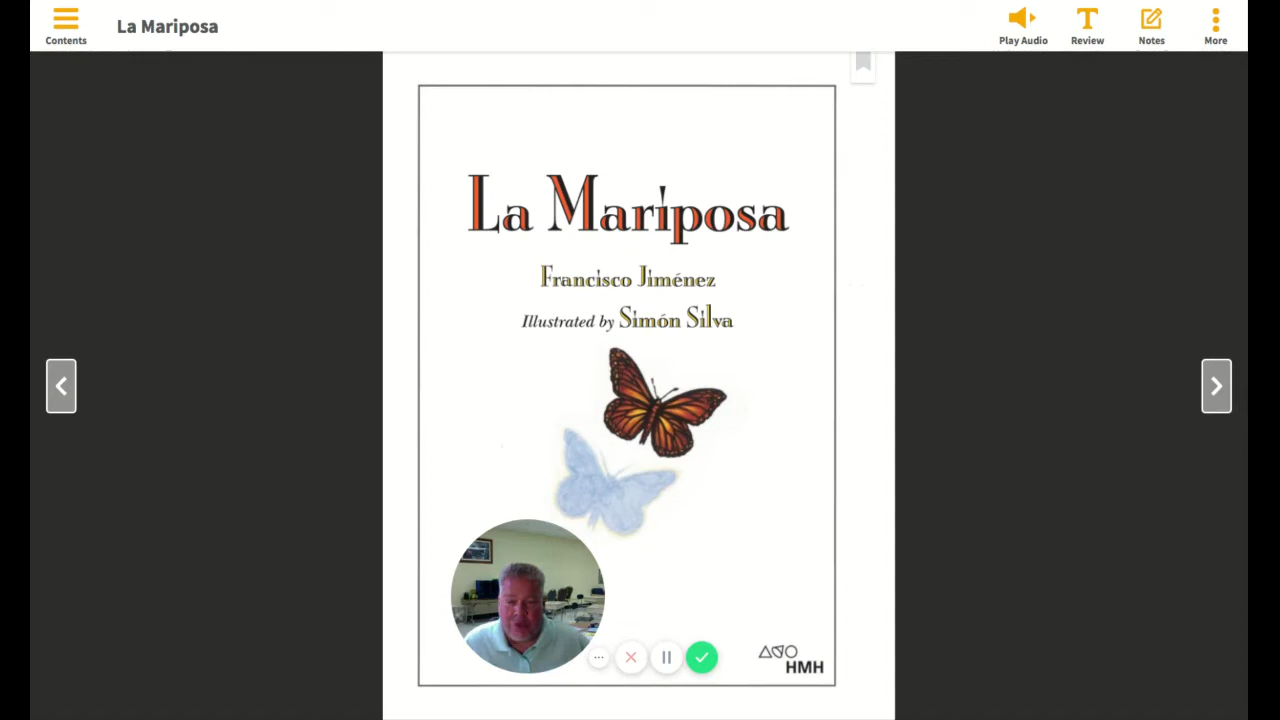 La Mariposa
Contents
Play Audio
Review
Notes
More
La Mariposa
Francisco Jiménez
Illustrated by Simón Silva
HMH